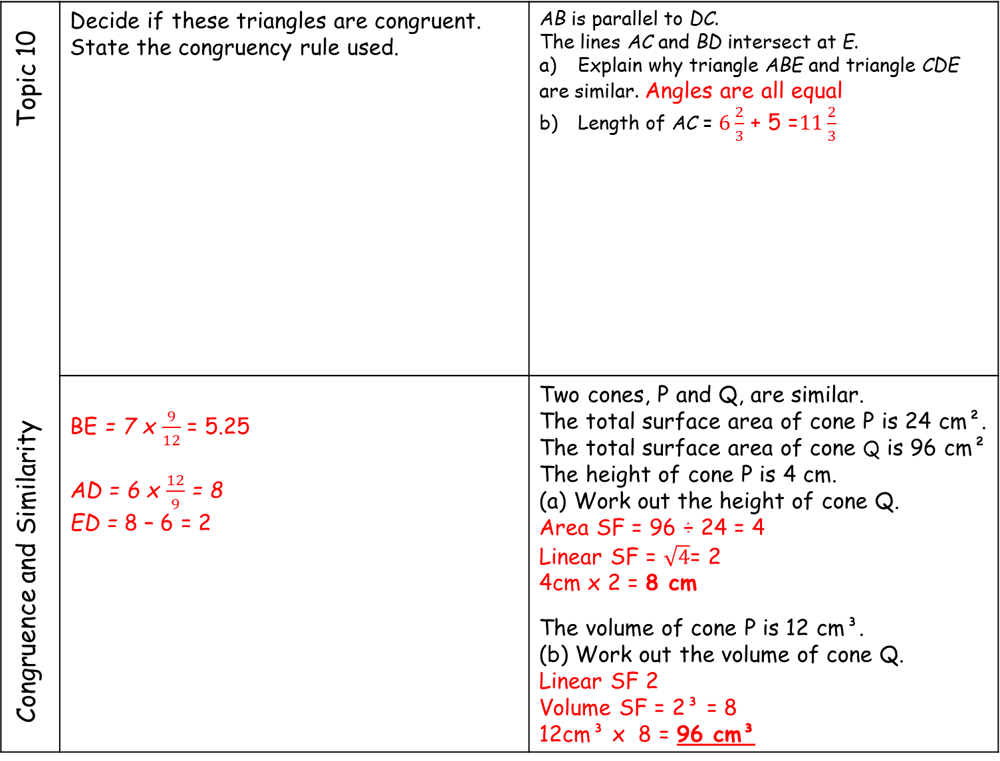 Topic 10
Congruence and Similarity
Decide if these triangles are congruent.
State the congruency rule used.
AB is parallel to DC.
The lines AC and BD intersect at E.
a) Explain why triangle ABE and triangle CDE
are similar. Angles are all equal
b) Length of AC = 6 2/3 + 5 =11 2/3
BE = 7 x 9/12 = 5.25
AD = 6 x 12/9 = 8
ED = 8 – 6 = 2
Two cones, P and Q, are similar.
The total surface area of cone P is 24 cm².
The total surface area of cone Q is 96 cm²
The height of cone P is 4 cm.
(a) Work out the height of cone Q.
Area SF = 96 ÷ 24 = 4
Linear SF = √4= 2
4cm x 2 = 8 cm
The volume of cone P is 12 cm³.
(b) Work out the volume of cone Q.
Linear SF 2
Volume SF = 2³ = 8
12cm³ x 8 = 96 cm³